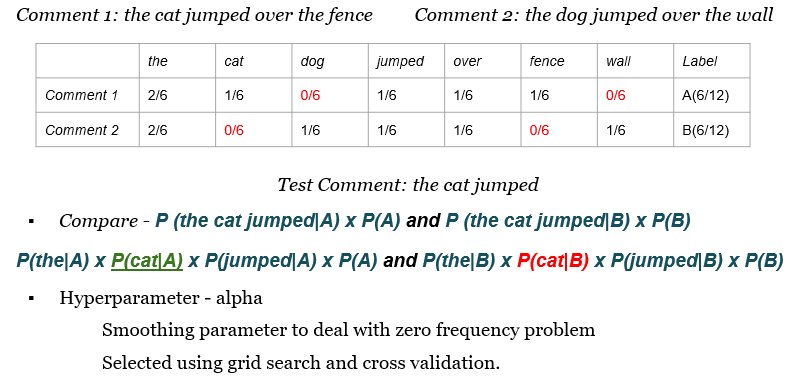 Comment 1: the cat jumped over the fence Comment 2: the dog jumped over the wall
the cat dog jumped over fence wall Label
Comment 1 2/6 1/6 0/6 1/6 1/6 1/6 0/6 A(6/12)
Comment 2 2/6 0/6 1/6 1/6 1/6 0/6 1/6 B(6/12)
Test Comment: the cat jumped
▪ Compare - P (the cat jumped|A) x P(A) and P (the cat jumped|B) x P(B)
P(the|A) x P(cat|A) x P(jumped|A) x P(A) and P(the|B) x P(cat|B) x P(jumped|B) x P(B)
▪ Hyperparameter - alpha
Smoothing parameter to deal with zero frequency problem
Selected using grid search and cross validation.